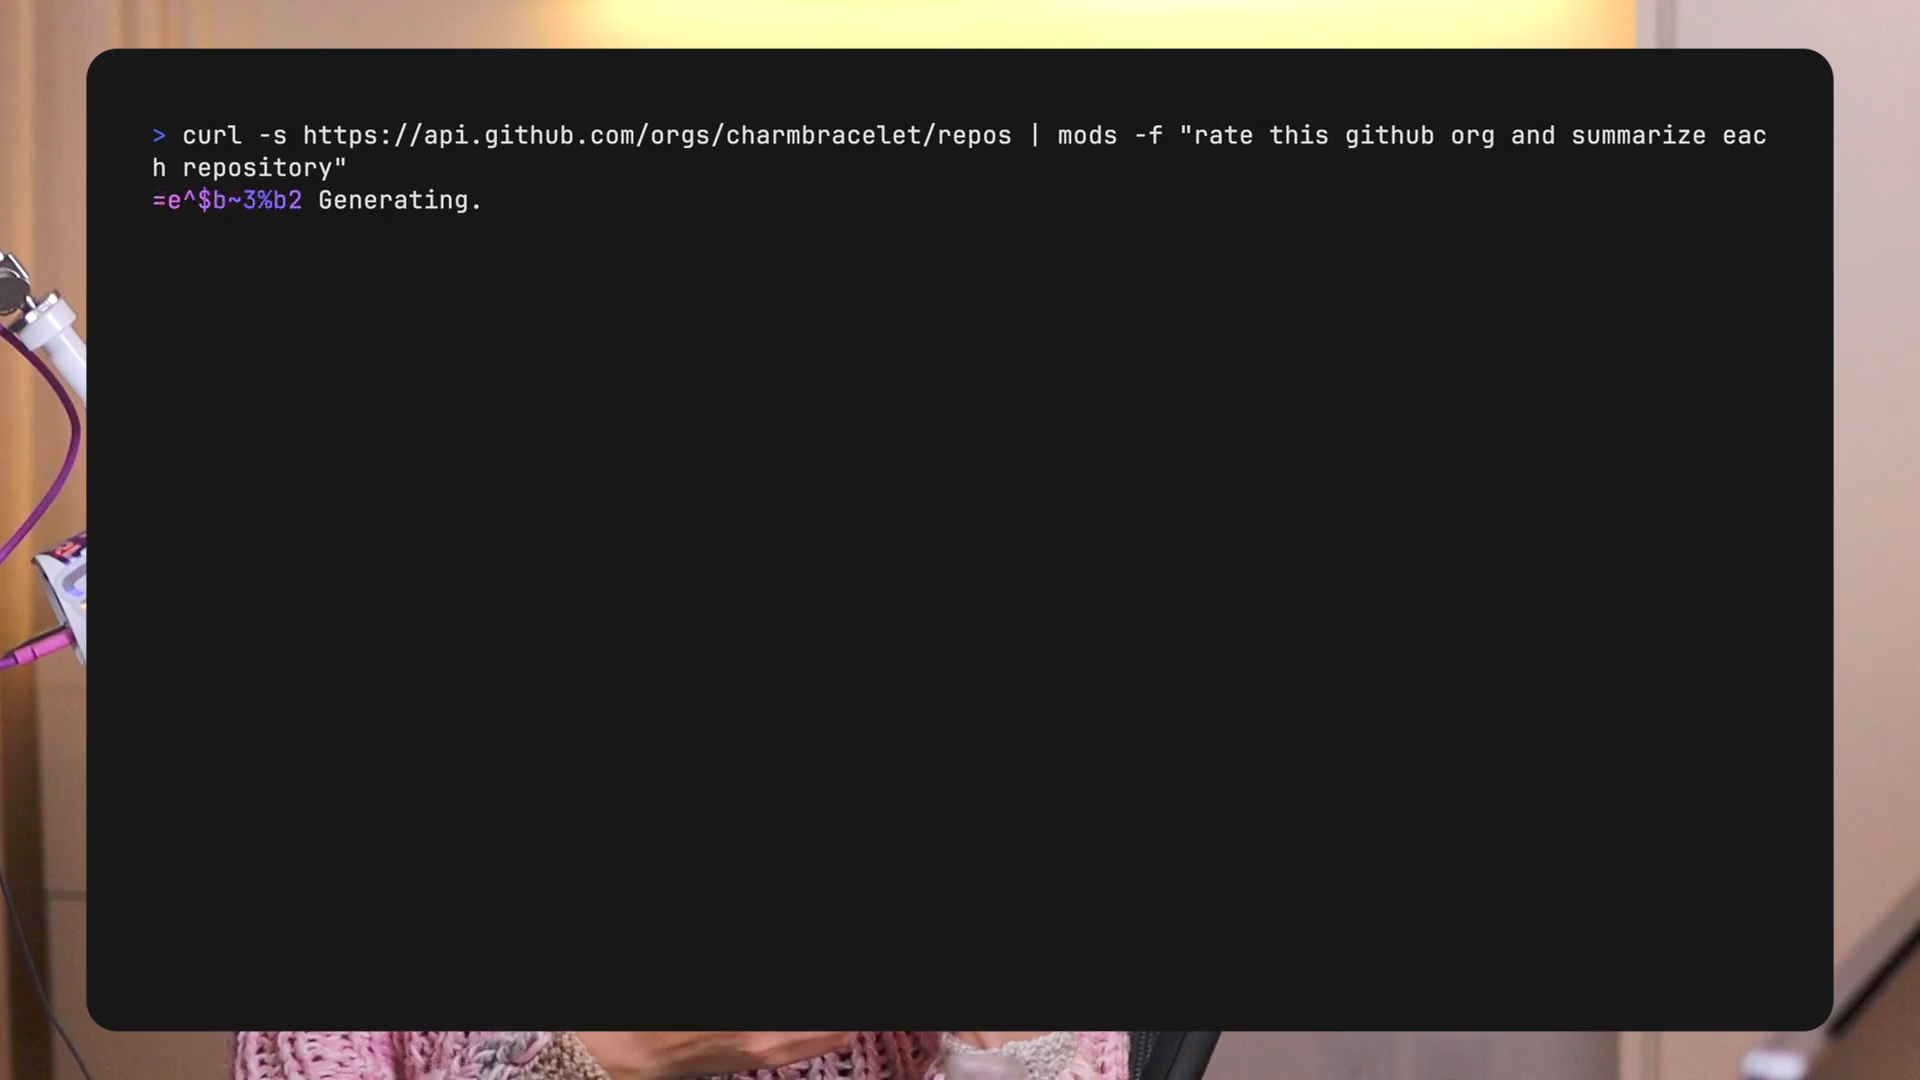 > curl -s https://api.github.com/orgs/charmbracelet/repos | mods -f "rate this github org and summarize eac
h repository"
=e^$b~3%b2 Generating.